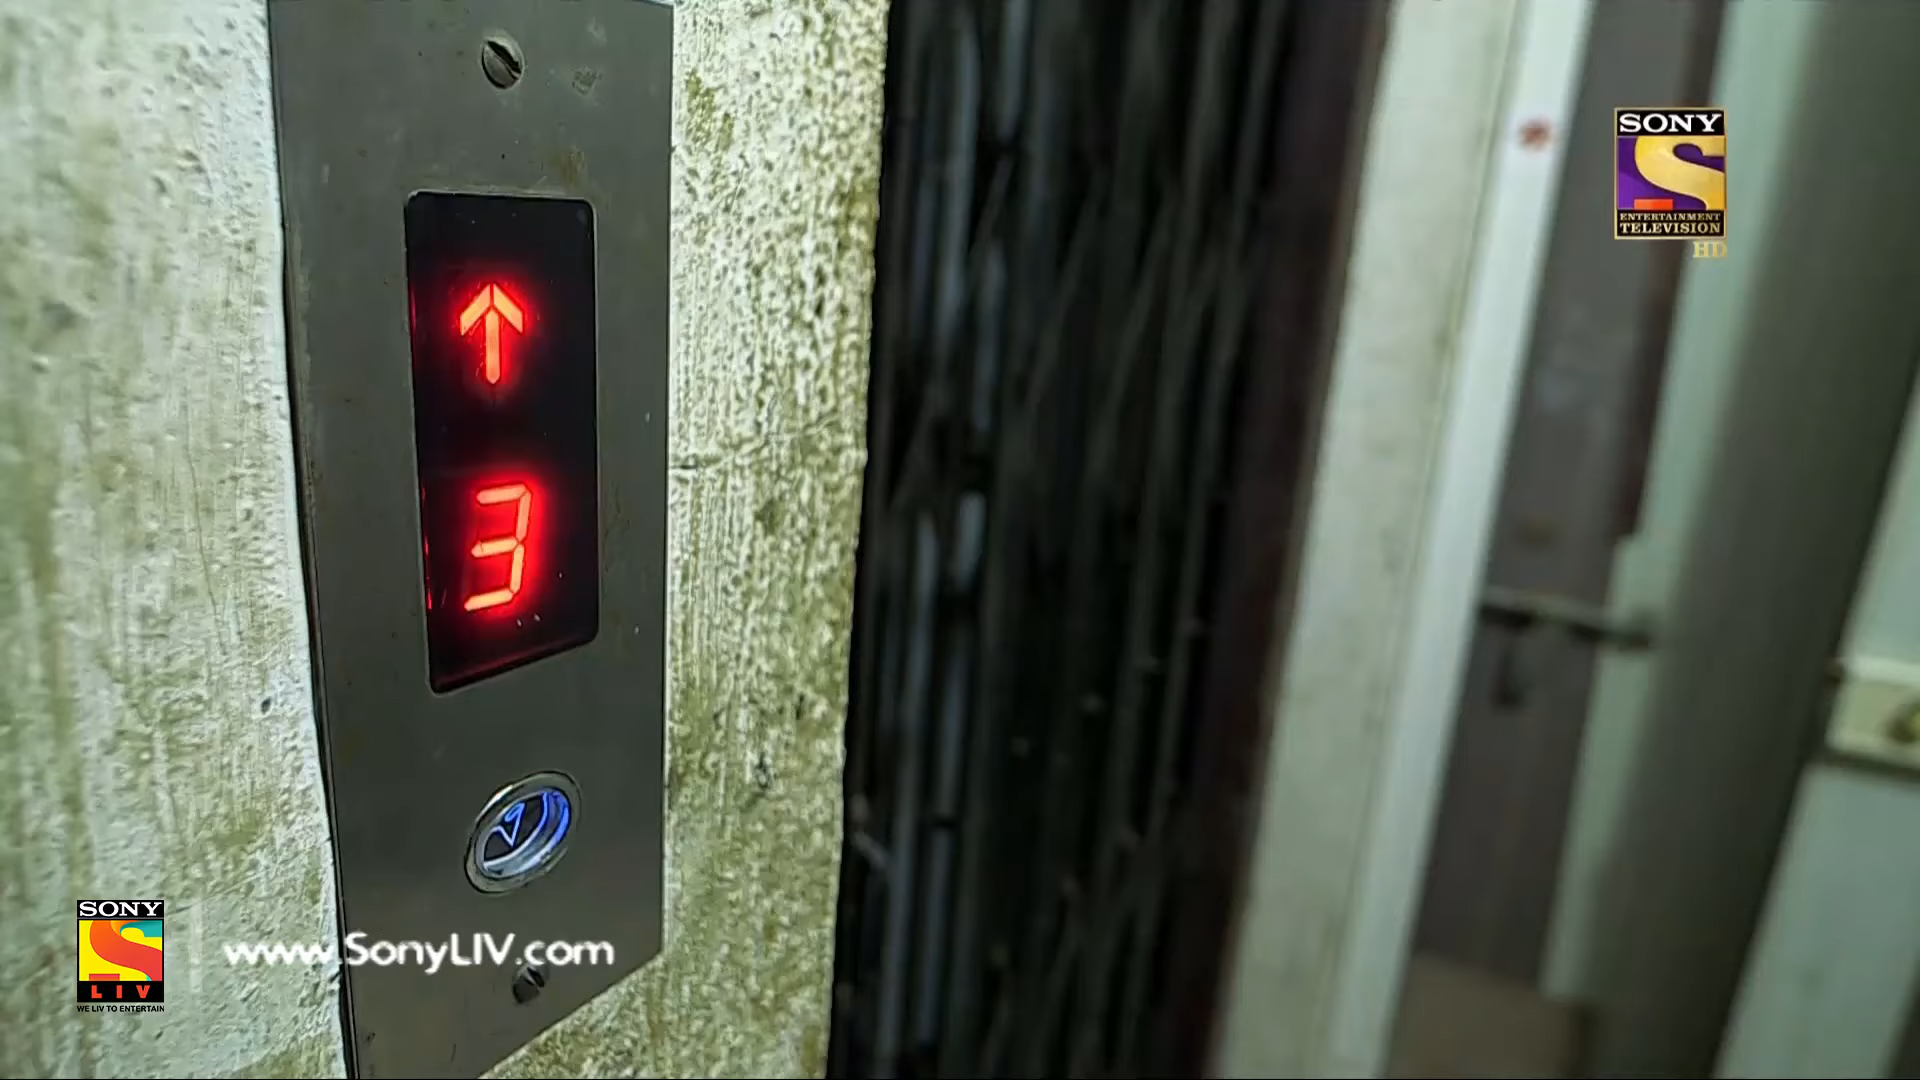 SONY
ENTERTAINMENT
TELEVISION
HD
3
SONY
LIV
WE LIV TO ENTERTAIN
www.SonyLIV.com